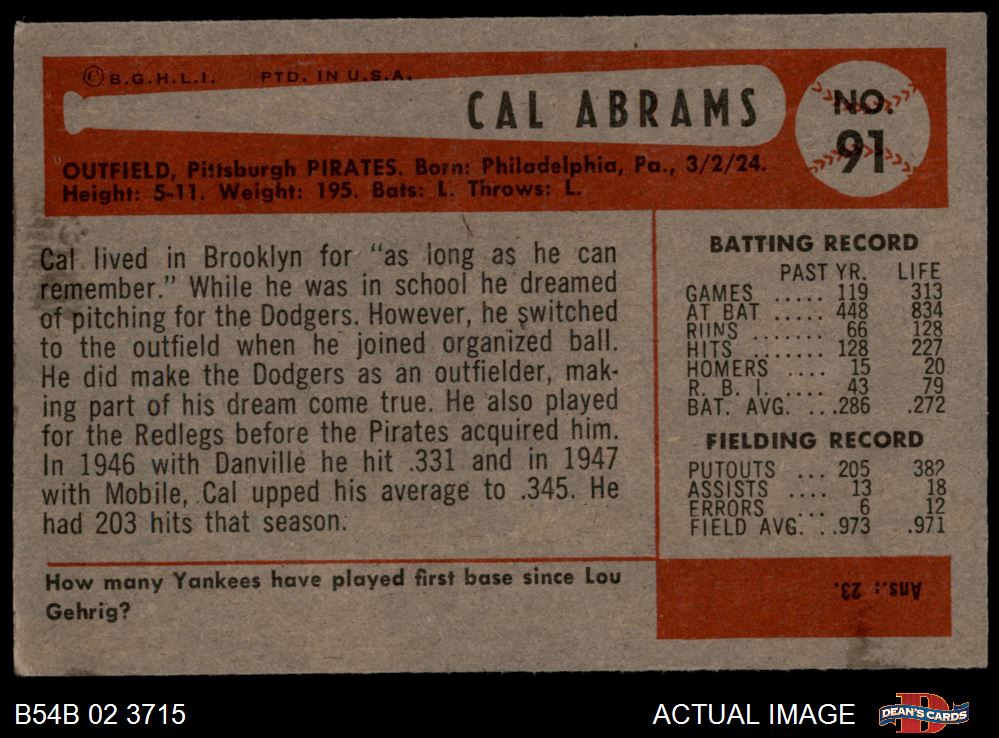 © B.G.H.L.I. PTD. IN U.S.A.
CAL ABRAMS
NO.
91
OUTFIELD, Pittsburgh PIRATES. Born: Philadelphia, Pa., 3/2/24.
Height: 5-11. Weight: 195. Bats: L. Throws: L.
Cal lived in Brooklyn for "as long as he can
remember." While he was in school he dreamed
of pitching for the Dodgers. However, he switched
to the outfield when he joined organized ball.
He did make the Dodgers as an outfielder, mak-
ing part of his dream come true. He also played
for the Redlegs before the Pirates acquired him.
In 1946 with Danville he hit .331 and in 1947
with Mobile, Cal upped his average to .345. He
had 203 hits that season.
BATTING RECORD
PAST YR. LIFE
GAMES ..... 119 313
AT BAT ..... 448 834
RUNS ....... 66 128
HITS ....... 128 227
HOMERS .... 15 20
R. B. I. .... 43 79
BAT. AVG. ...286 .272
FIELDING RECORD
PUTOUTS ... 205 382
ASSISTS .... 13 18
ERRORS .... 6 12
FIELD AVG. ..973 .971
How many Yankees have played first base since Lou
Gehrig?
Ans.: 23.
B54B 02 3715
ACTUAL IMAGE
DEAN'S CARDS